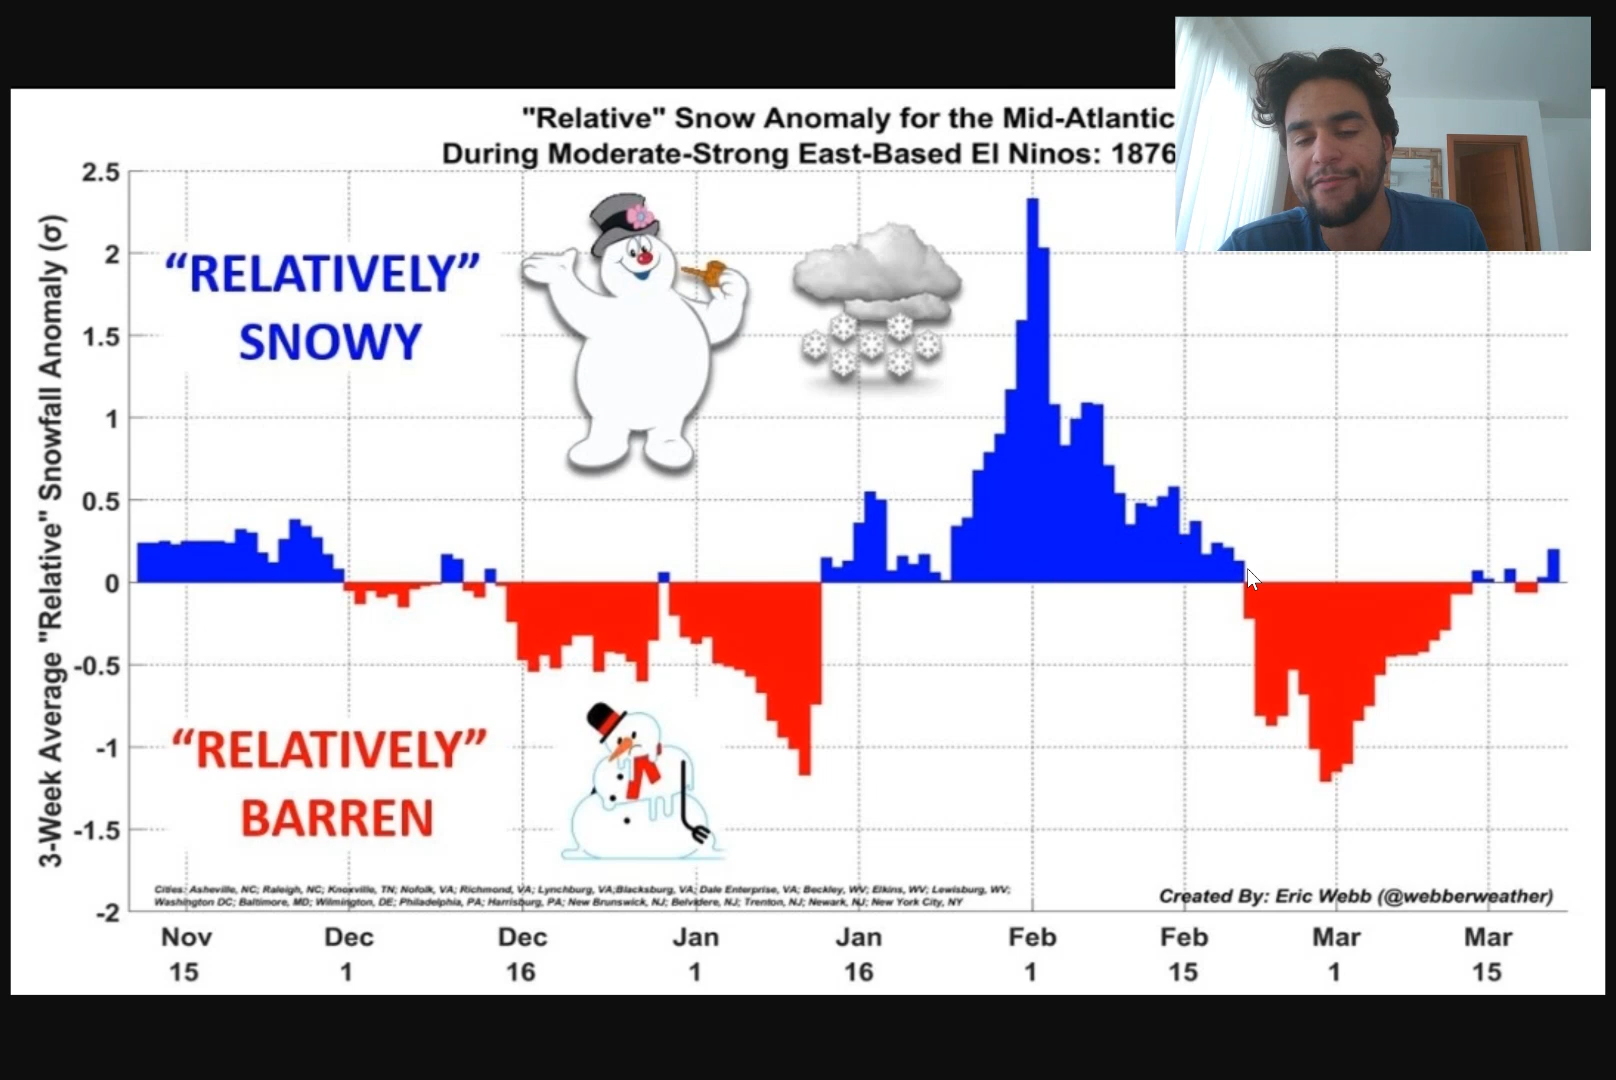 "Relative" Snow Anomaly for the Mid-Atlantic
During Moderate-Strong East-Based El Ninos: 1876
3-Week Average "Relative" Snowfall Anomaly (σ)
2.5
2
1.5
1
0.5
0
-0.5
-1
-1.5
-2
“RELATIVELY”
SNOWY
“RELATIVELY”
BARREN
Cities: Asheville, NC; Raleigh, NC; Knoxville, TN; Nofolk, VA; Richmond, VA; Lynchburg, VA;Blacksburg, VA; Dale Enterprise, VA; Beckley, WV; Elkins, WV; Lewisburg, WV;
Washington DC; Baltimore, MD; Wilmington, DE; Philadelphia, PA; Harrisburg, PA; New Brunswick, NJ; Belvidere, NJ; Trenton, NJ; Newark, NJ; New York City, NY
Created By: Eric Webb (@webberweather)
Nov Dec Dec Jan Jan Feb Feb Mar Mar
15 1 16 1 16 1 15 1 15